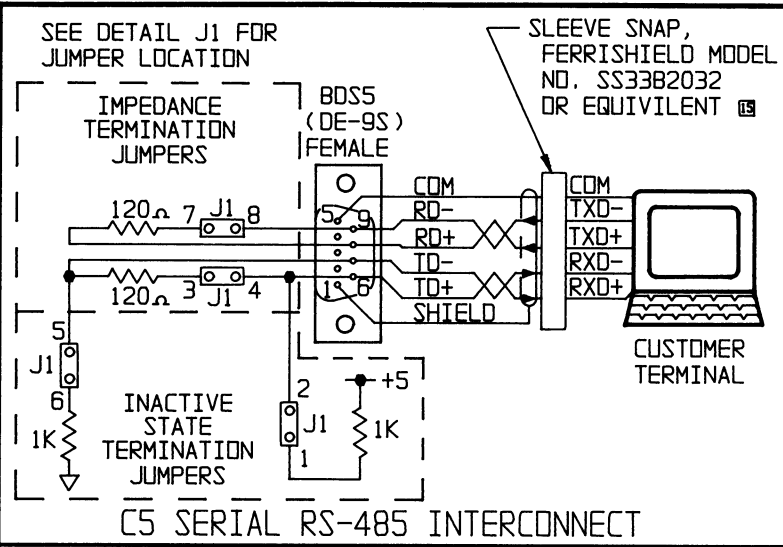 SEE DETAIL J1 FOR
JUMPER LOCATION
SLEEVE SNAP,
FERRISHIELD MODEL
NO. SS33B2032
OR EQUIVILENT 15
IMPEDANCE
TERMINATION
JUMPERS
BDS5
(DE-9S)
FEMALE
120Ω 7 J1 8
5 9
COM
RD-
RD+
TD-
TD+
SHIELD
COM
TXD-
TXD+
RXD-
RXD+
120Ω 3 J1 4
1 6
CUSTOMER
TERMINAL
5
J1
6
1K
INACTIVE
STATE
TERMINATION
JUMPERS
2
J1
1
+5
1K
C5 SERIAL RS-485 INTERCONNECT